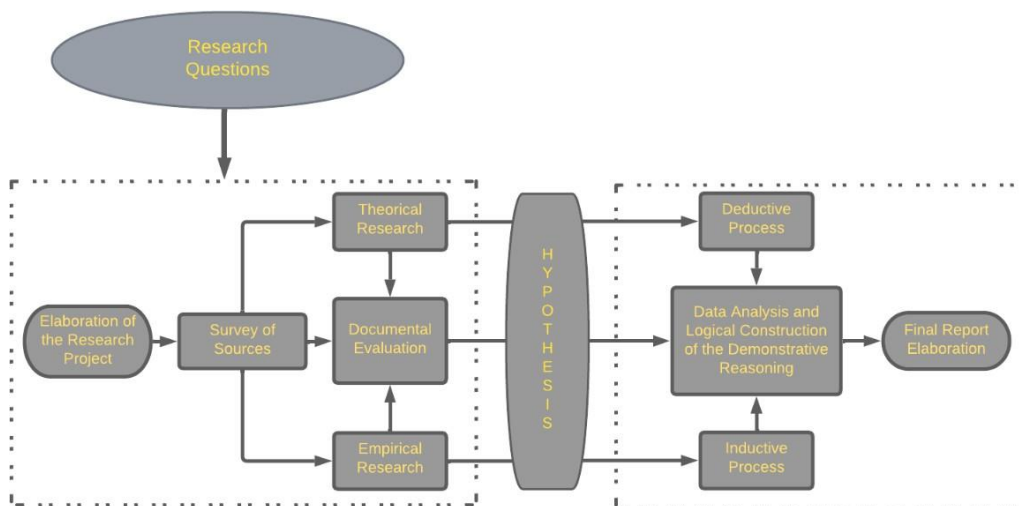 Research
Questions
Elaboration of
the Research
Project
Survey of
Sources
Theorical
Research
Documental
Evaluation
Empirical
Research
H
Y
P
O
T
H
E
S
I
S
Deductive
Process
Data Analysis and
Logical Construction
of the Demonstrative
Reasoning
Inductive
Process
Final Report
Elaboration